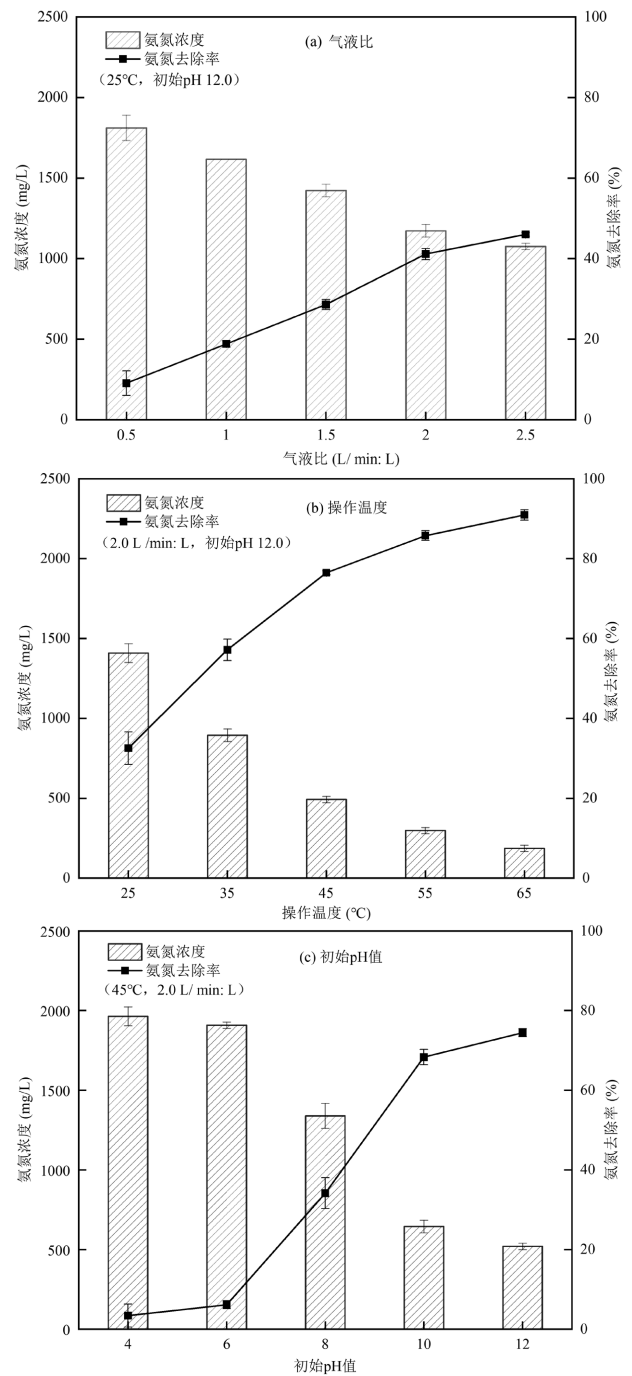 2500
100
氨氮浓度
(a) 气液比
氨氮去除率
（25℃，初始pH 12.0）
2000
80
1500
60
1000
40
500
20
0
0
氨氮浓度 (mg/L)
氨氮去除率 (%)
0.5 1 1.5 2 2.5
气液比 (L/ min: L)
2500
100
氨氮浓度
(b) 操作温度
氨氮去除率
（2.0 L /min: L，初始pH 12.0）
2000
80
1500
60
1000
40
500
20
0
0
氨氮浓度 (mg/L)
氨氮去除率 (%)
25 35 45 55 65
操作温度 (℃)
2500
100
氨氮浓度
(c) 初始pH值
氨氮去除率
（45℃，2.0 L/ min: L）
2000
80
1500
60
1000
40
500
20
0
0
氨氮浓度 (mg/L)
氨氮去除率 (%)
4 6 8 10 12
初始pH值